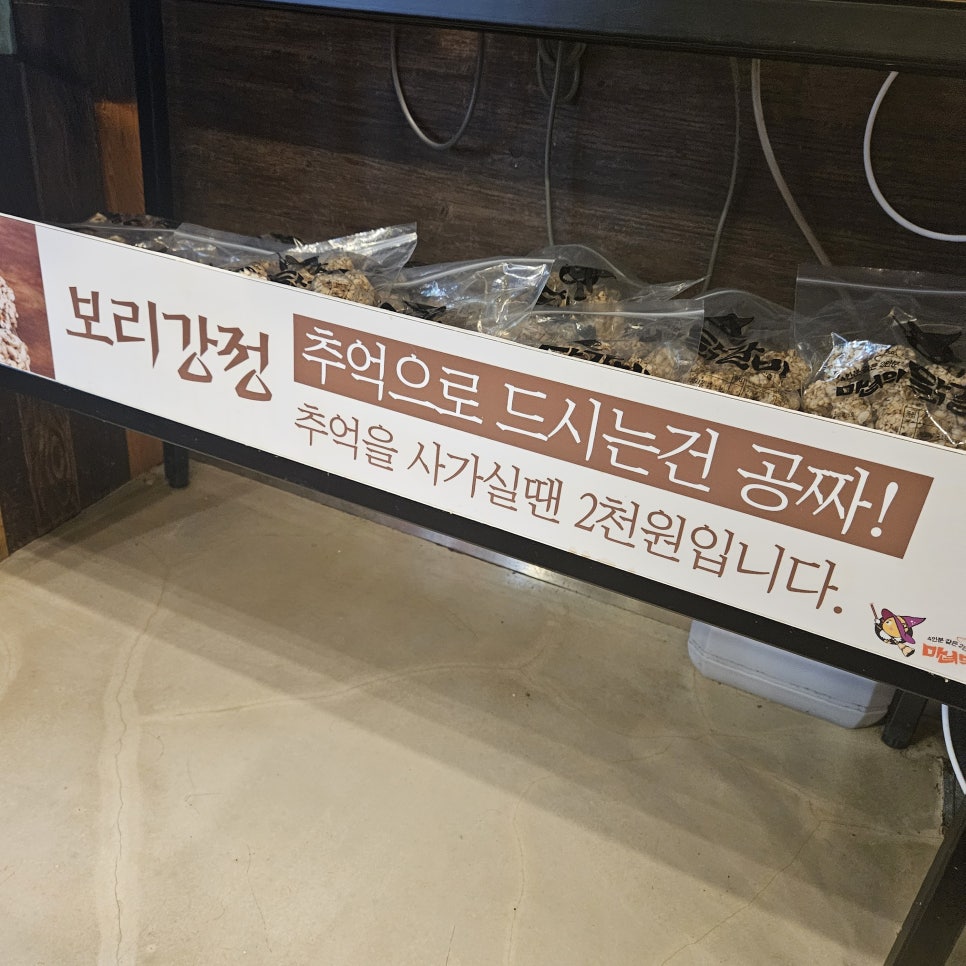 보리강정
추억으로 드시는건 공짜!
추억을 사가실땐 2천원입니다.